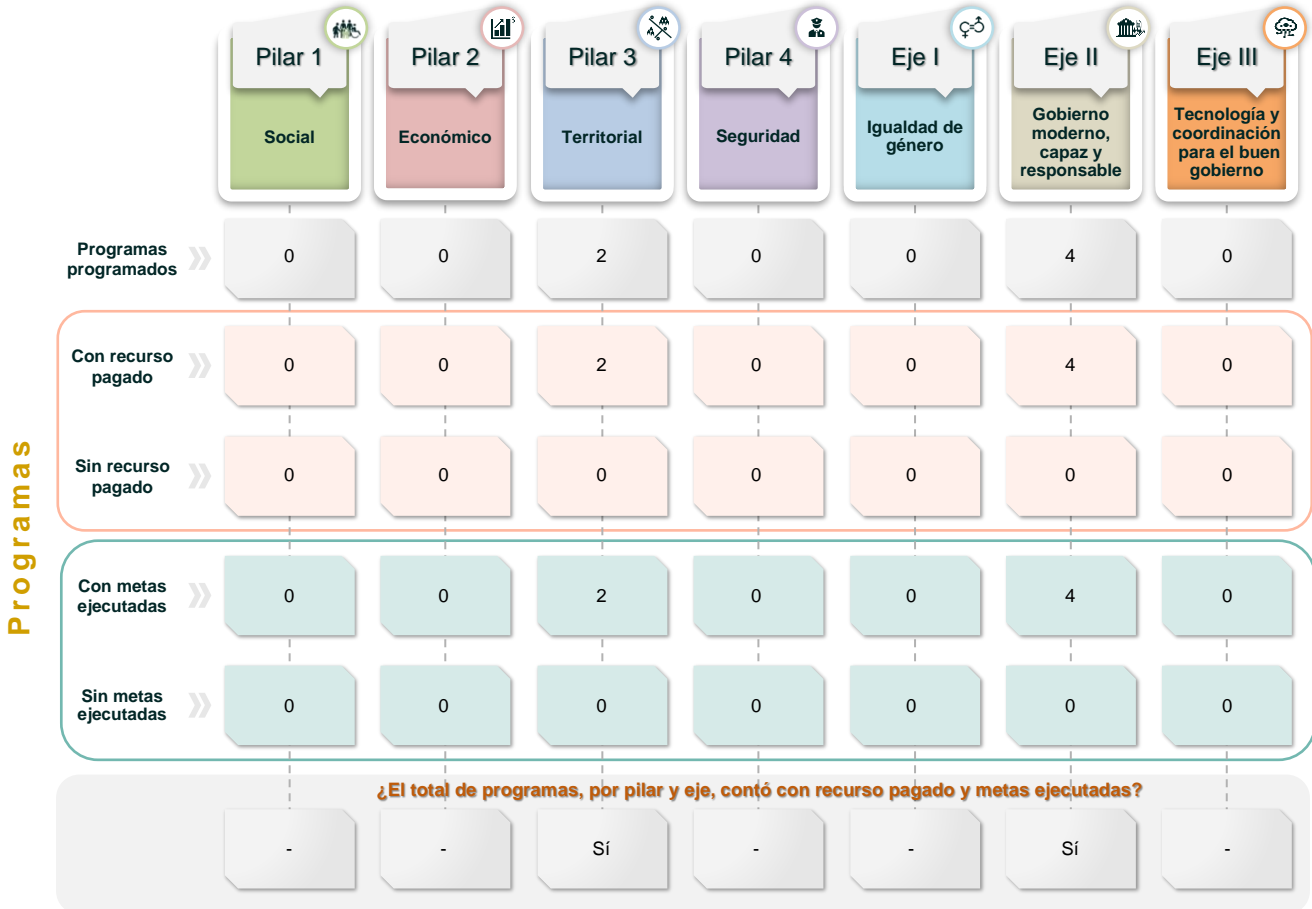 Pilar 1
Pilar 2
Pilar 3
Pilar 4
Eje I
Eje II
Eje III
Social
Económico
Territorial
Seguridad
Igualdad de
género
Gobierno
moderno,
capaz y
responsable
Tecnología y
coordinación
para el buen
gobierno
Programas
Programas
programados
0
0
2
0
0
4
0
Con recurso
pagado
0
0
2
0
0
4
0
Sin recurso
pagado
0
0
0
0
0
0
0
Con metas
ejecutadas
0
0
2
0
0
4
0
Sin metas
ejecutadas
0
0
0
0
0
0
0
¿El total de programas, por pilar y eje, contó con recurso pagado y metas ejecutadas?
-
-
Sí
-
-
Sí
-